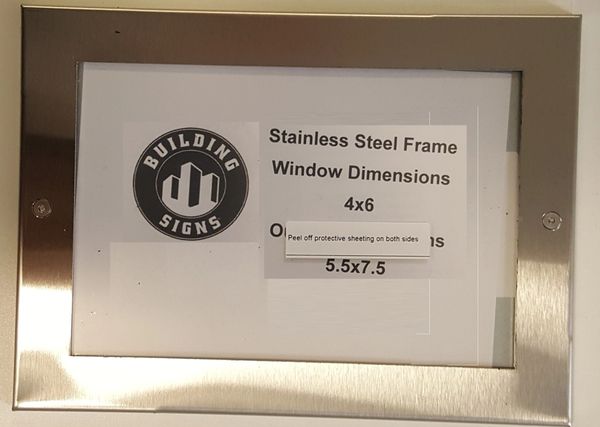 BUILDING
SIGNS
Stainless Steel Frame
Window Dimensions
4x6
Peel off protective sheeting on both sides
5.5x7.5